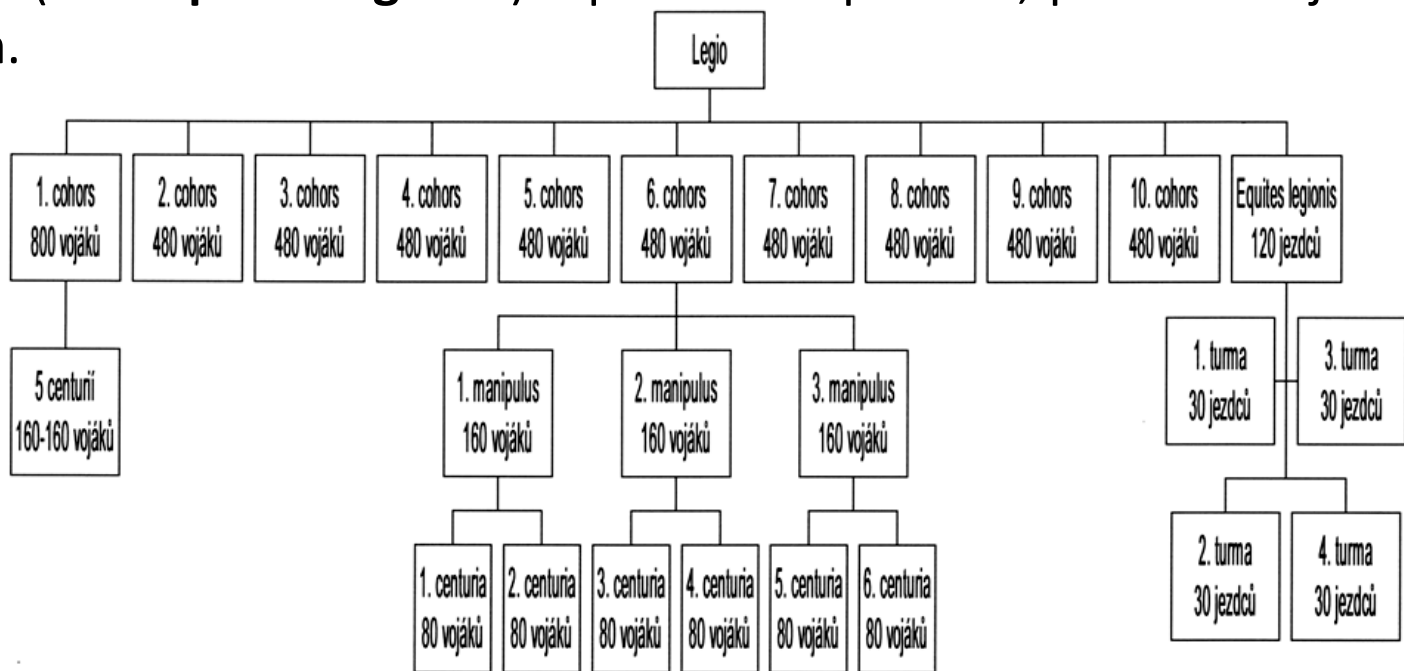 Legio
1. cohors
800 vojáků
2. cohors
480 vojáků
3. cohors
480 vojáků
4. cohors
480 vojáků
5. cohors
480 vojáků
6. cohors
480 vojáků
7. cohors
480 vojáků
8. cohors
480 vojáků
9. cohors
480 vojáků
10. cohors
480 vojáků
Equites legionis
120 jezdců
5 centurií
160-160 vojáků
1. manipulus
160 vojáků
2. manipulus
160 vojáků
3. manipulus
160 vojáků
1. turma
30 jezdců
3. turma
30 jezdců
1. centuria
80 vojáků
2. centuria
80 vojáků
3. centuria
80 vojáků
4. centuria
80 vojáků
5. centuria
80 vojáků
6. centuria
80 vojáků
2. turma
30 jezdců
4. turma
30 jezdců